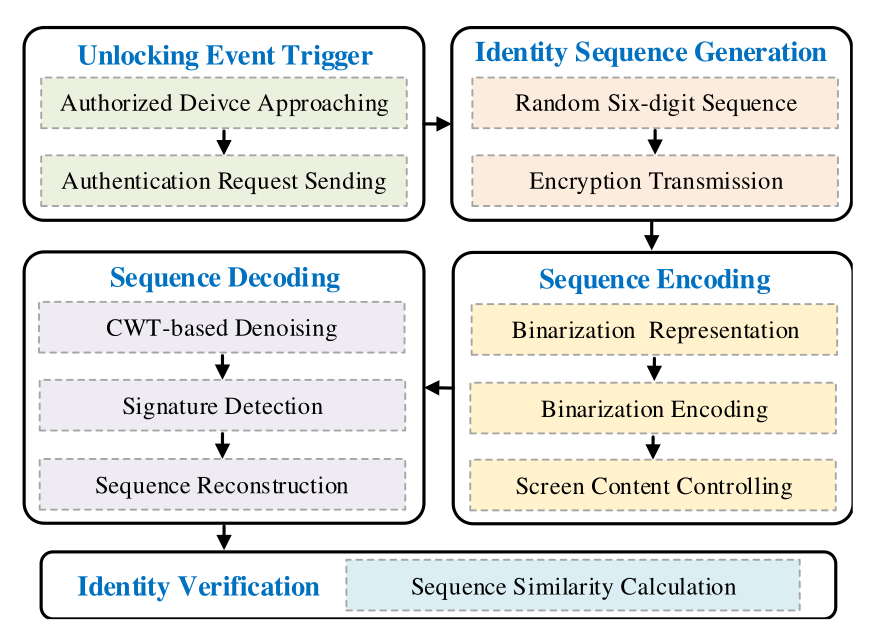 Unlocking Event Trigger
Authorized Deivce Approaching
Authentication Request Sending
Identity Sequence Generation
Random Six-digit Sequence
Encryption Transmission
Sequence Encoding
Binarization Representation
Binarization Encoding
Screen Content Controlling
Sequence Decoding
CWT-based Denoising
Signature Detection
Sequence Reconstruction
Identity Verification
Sequence Similarity Calculation